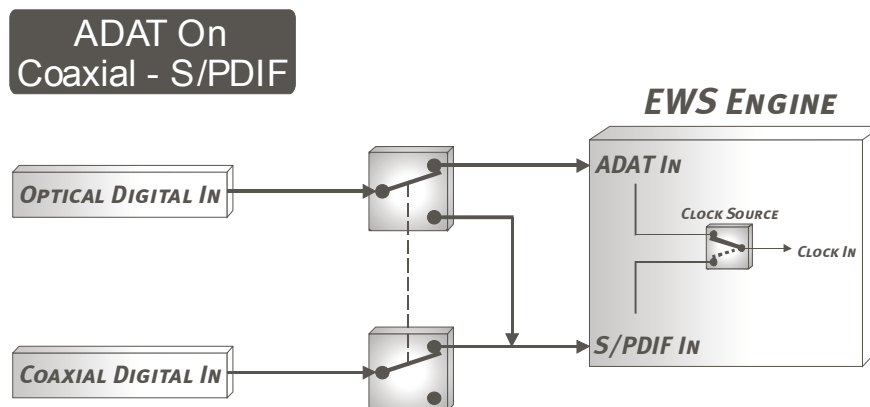 ADAT On
Coaxial - S/PDIF
EWS ENGINE
OPTICAL DIGITAL IN
ADAT IN
CLOCK SOURCE
CLOCK IN
COAXIAL DIGITAL IN
S/PDIF IN